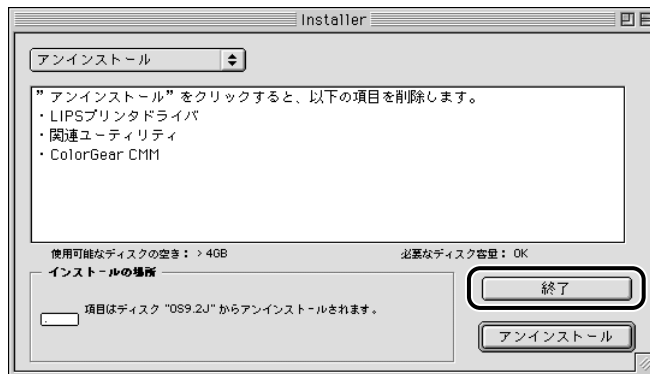 Installer
アンインストール
”アンインストール”をクリックすると、以下の項目を削除します。
・LIPSプリンタドライバ
・関連ユーティリティ
・ColorGear CMM
使用可能なディスクの空き：＞4GB
必要なディスク容量：OK
インストールの場所
項目はディスク "OS9.2J" からアンインストールされます。
終了
アンインストール